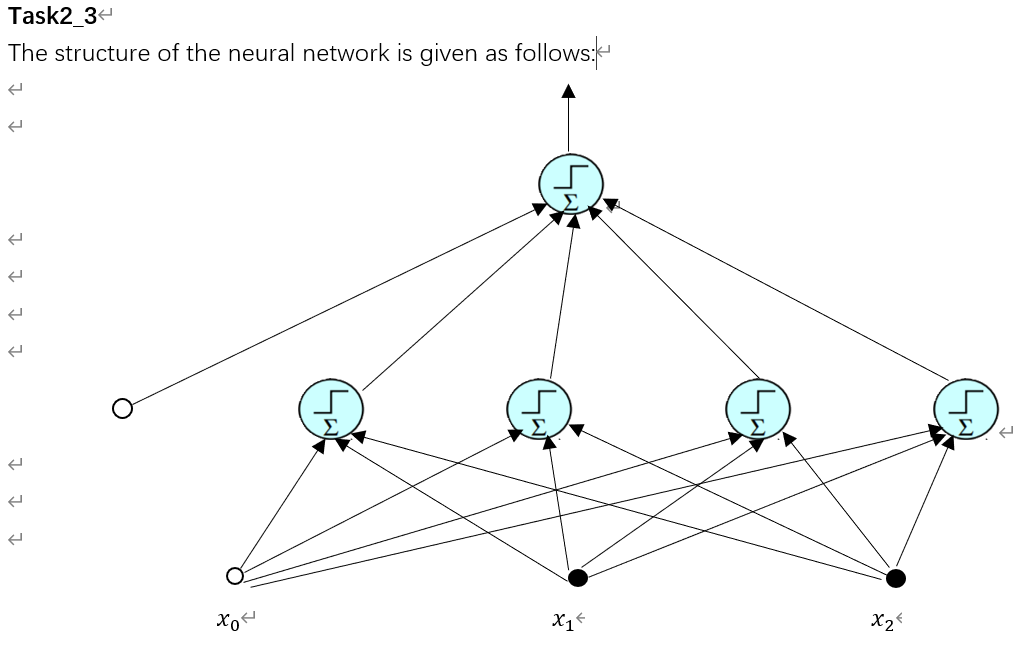 Task2_3
The structure of the neural network is given as follows:
Σ
Σ Σ Σ Σ
x₀ x₁ x₂